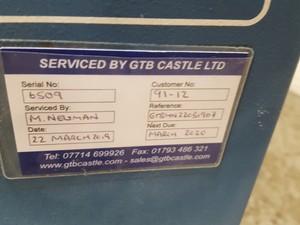 SERVICED BY GTB CASTLE LTD
Serial No: Customer No:
6509 91-12
Serviced By: Reference:
M. NEWMAN
Date: Next Due:
22 MARCH 2019 MARCH 2020
Tel: 07714 699926 Fax: 01793 486 321
www.gtbcastle.com - sales@gtbcastle.com